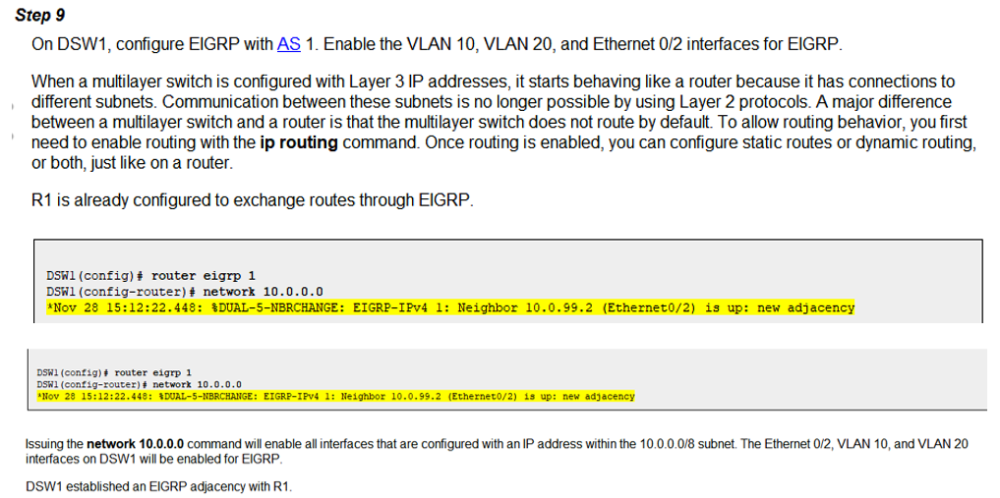 Step 9
On DSW1, configure EIGRP with AS 1. Enable the VLAN 10, VLAN 20, and Ethernet 0/2 interfaces for EIGRP.
When a multilayer switch is configured with Layer 3 IP addresses, it starts behaving like a router because it has connections to
different subnets. Communication between these subnets is no longer possible by using Layer 2 protocols. A major difference
between a multilayer switch and a router is that the multilayer switch does not route by default. To allow routing behavior, you first
need to enable routing with the ip routing command. Once routing is enabled, you can configure static routes or dynamic routing,
or both, just like on a router.
R1 is already configured to exchange routes through EIGRP.
DSW1(config)# router eigrp 1
DSW1(config-router)# network 10.0.0.0
*Nov 28 15:12:22.448: %DUAL-5-NBRCHANGE: EIGRP-IPv4 1: Neighbor 10.0.99.2 (Ethernet0/2) is up: new adjacency
DSW1(config)# router eigrp 1
DSW1(config-router)# network 10.0.0.0
*Nov 28 15:12:22.448: %DUAL-5-NBRCHANGE: EIGRP-IPv4 1: Neighbor 10.0.99.2 (Ethernet0/2) is up: new adjacency
Issuing the network 10.0.0.0 command will enable all interfaces that are configured with an IP address within the 10.0.0.0/8 subnet. The Ethernet 0/2, VLAN 10, and VLAN 20
interfaces on DSW1 will be enabled for EIGRP.
DSW1 established an EIGRP adjacency with R1.